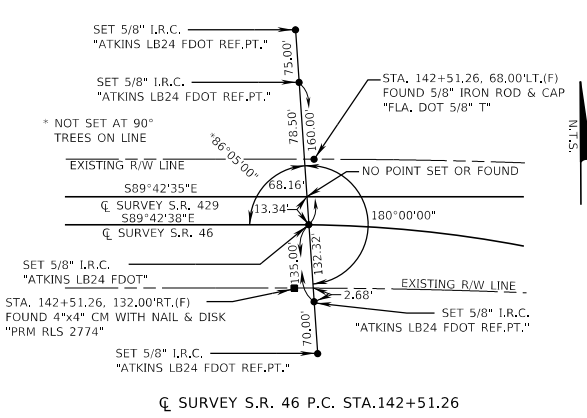 SET 5/8" I.R.C.
"ATKINS LB24 FDOT REF.PT."
75.00'
SET 5/8" I.R.C.
"ATKINS LB24 FDOT REF.PT."
STA. 142+51.26, 68.00'LT.(F)
FOUND 5/8" IRON ROD & CAP
"FLA. DOT 5/8" T"
N.T.S.
* NOT SET AT 90°
TREES ON LINE
78.50'
160.00'
*86°05'00"
EXISTING R/W LINE
NO POINT SET OR FOUND
68.16'
S89°42'35"E
℄ SURVEY S.R. 429
13.34'
S89°42'38"E
180°00'00"
℄ SURVEY S.R. 46
SET 5/8" I.R.C.
"ATKINS LB24 FDOT"
135.00'
132.32'
EXISTING R/W LINE
2.68'
STA. 142+51.26, 132.00'RT.(F)
FOUND 4"x4" CM WITH NAIL & DISK
"PRM RLS 2774"
SET 5/8" I.R.C.
"ATKINS LB24 FDOT REF.PT."
70.00'
SET 5/8" I.R.C.
"ATKINS LB24 FDOT REF.PT."
℄ SURVEY S.R. 46 P.C. STA.142+51.26